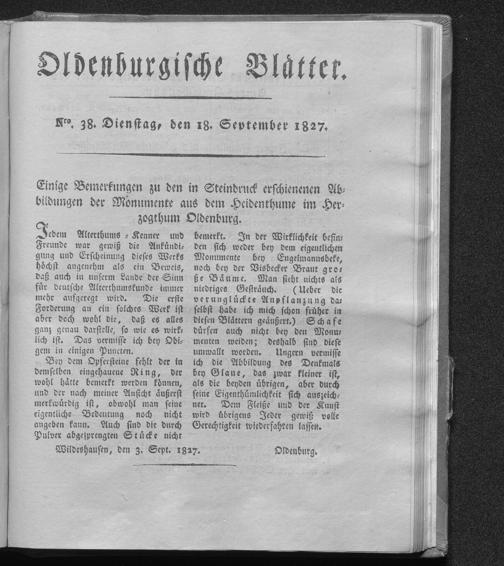 Oldenburgische Blätter.
Nro. 38. Dienstag, den 18. September 1827.
Einige Bemerkungen zu den in Steindruck erschienenen Ab-
bildungen der Monumente aus dem Heidenthume im Her-
zogthum Oldenburg.
Jedem Alterthums-Kenner und
Freunde war gewiß die Ankündi-
gung und Erscheinung dieses Werks
höchst angenehm als ein Beweis,
daß auch in unserm Lande der Sinn
für deutsche Alterthumskunde immer
mehr aufgeregt wird. Die erste
Forderung an ein solches Werk ist
aber doch wohl die, daß es alles
ganz genau darstelle, so wie es wirk-
lich ist. Das vermisse ich bey Obi-
gem in einigen Puncten.
Bey dem Opfersteine fehlt der in
demselben eingehauene Ring, der
wohl hätte bemerkt werden können,
und der nach meiner Ansicht äußerst
merkwürdig ist, obwohl man seine
eigentliche Bedeutung noch nicht
angeben kann. Auch sind die durch
Pulver abgesprengten Stücke nicht
bemerkt. In der Wirklichkeit befin-
den sich weder bey dem eigentlichen
Monumente bey Engelmannsbeke,
noch bey der Visbecker Braut gro-
ße Bäume. Man sieht nichts als
niedriges Gesträuch. (Ueber die
verunglückte Anpflanzung da-
selbst habe ich mich schon früher in
diesen Blättern geäußert.) Schafe
dürfen auch nicht bey den Monu-
menten weiden; deshalb sind diese
umwallt worden. Ungern vermisse
ich die Abbildung des Denkmals
bey Glane, das zwar kleiner ist,
als die beyden übrigen, aber durch
seine Eigenthümlichkeit sich auszeich-
net. Dem Fleiße und der Kunst
wird übrigens Jeder gewiß volle
Gerechtigkeit wiederfahren lassen.
Wildeshausen, den 3. Sept. 1827.
Oldenburg.